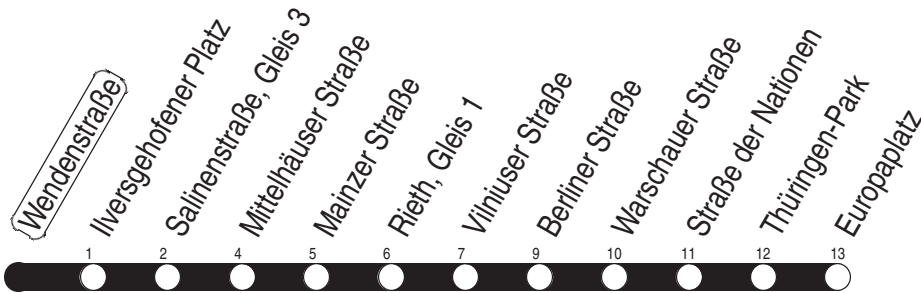 Wendenstraße
Ilversgehofener Platz
Salinenstraße, Gleis 3
Mittelhäuser Straße
Mainzer Straße
Rieth, Gleis 1
Vilniuser Straße
Berliner Straße
Warschauer Straße
Straße der Nationen
Thüringen-Park
Europaplatz
1 2 4 5 6 7 9 10 11 12 13